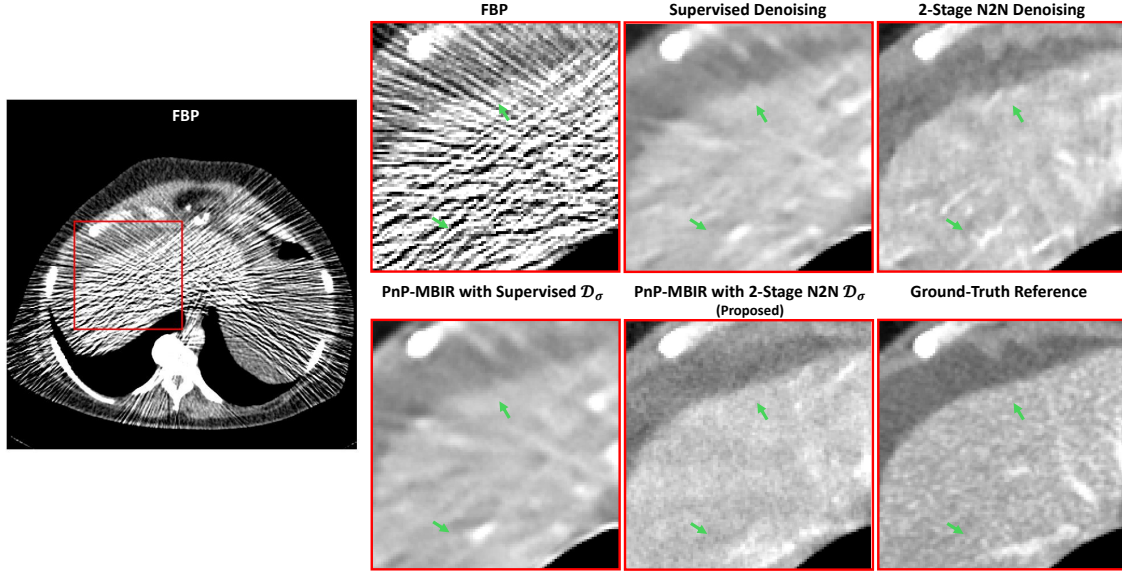 FBP
FBP
Supervised Denoising
2-Stage N2N Denoising
PnP-MBIR with Supervised 𝒟σ
PnP-MBIR with 2-Stage N2N 𝒟σ
(Proposed)
Ground-Truth Reference